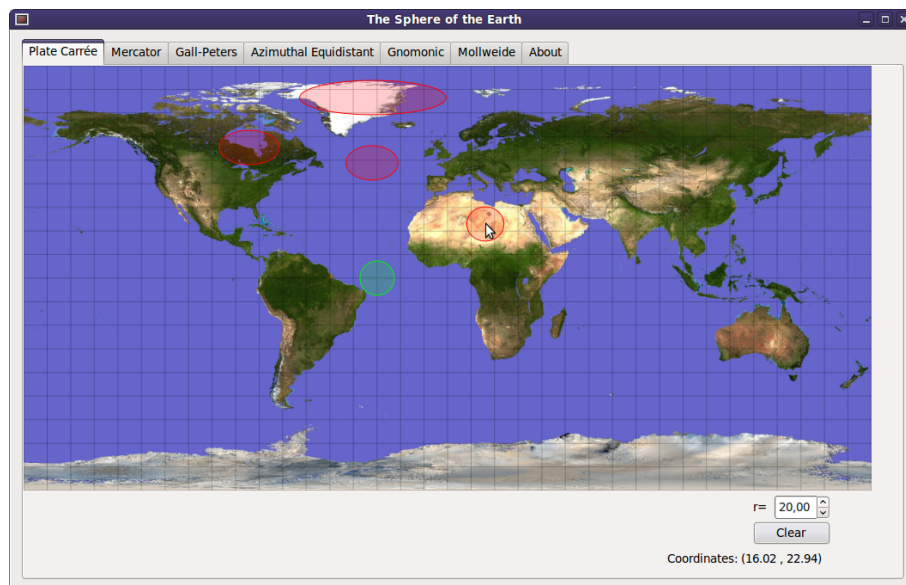 The Sphere of the Earth
Plate Carrée Mercator Gall-Peters Azimuthal Equidistant Gnomonic Mollweide About
r= 20,00
Clear
Coordinates: (16.02 , 22.94)